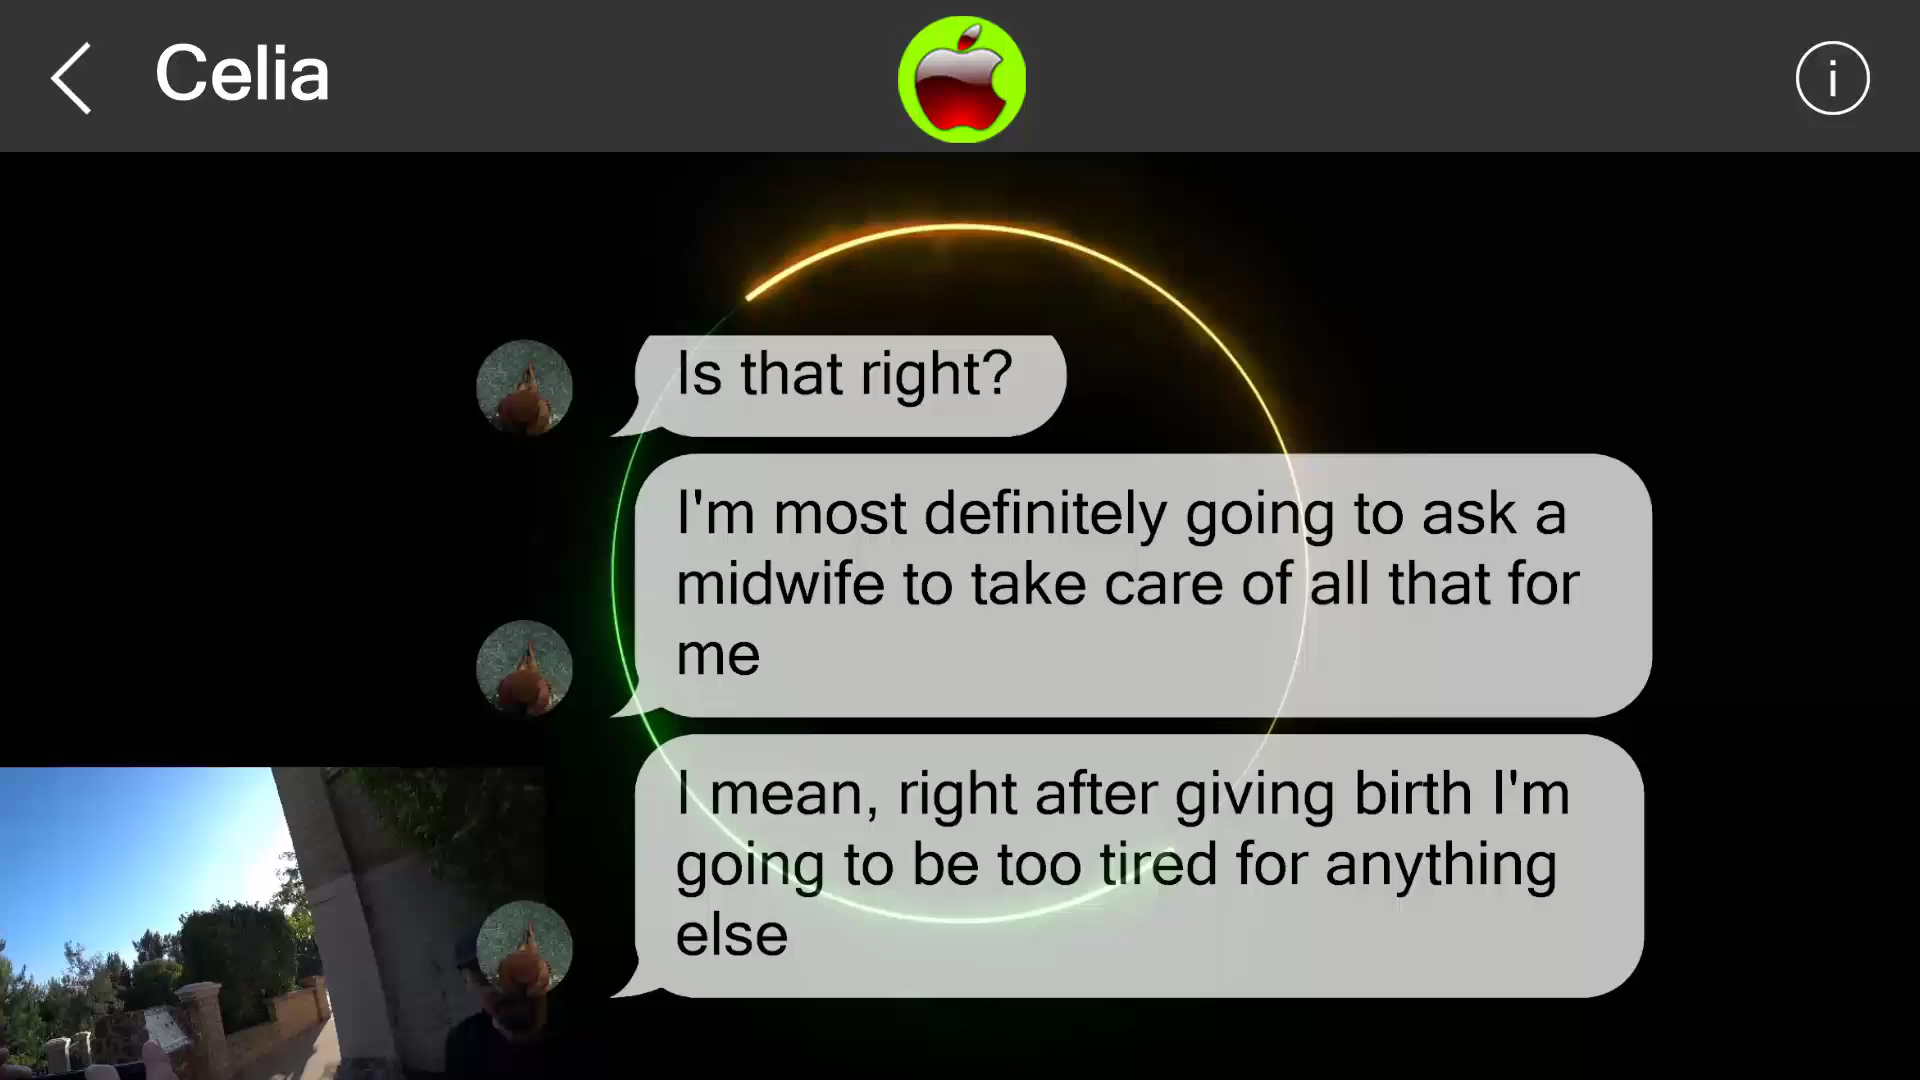 Celia
i
Is that right?
I'm most definitely going to ask a
midwife to take care of all that for
me
I mean, right after giving birth I'm
going to be too tired for anything
else